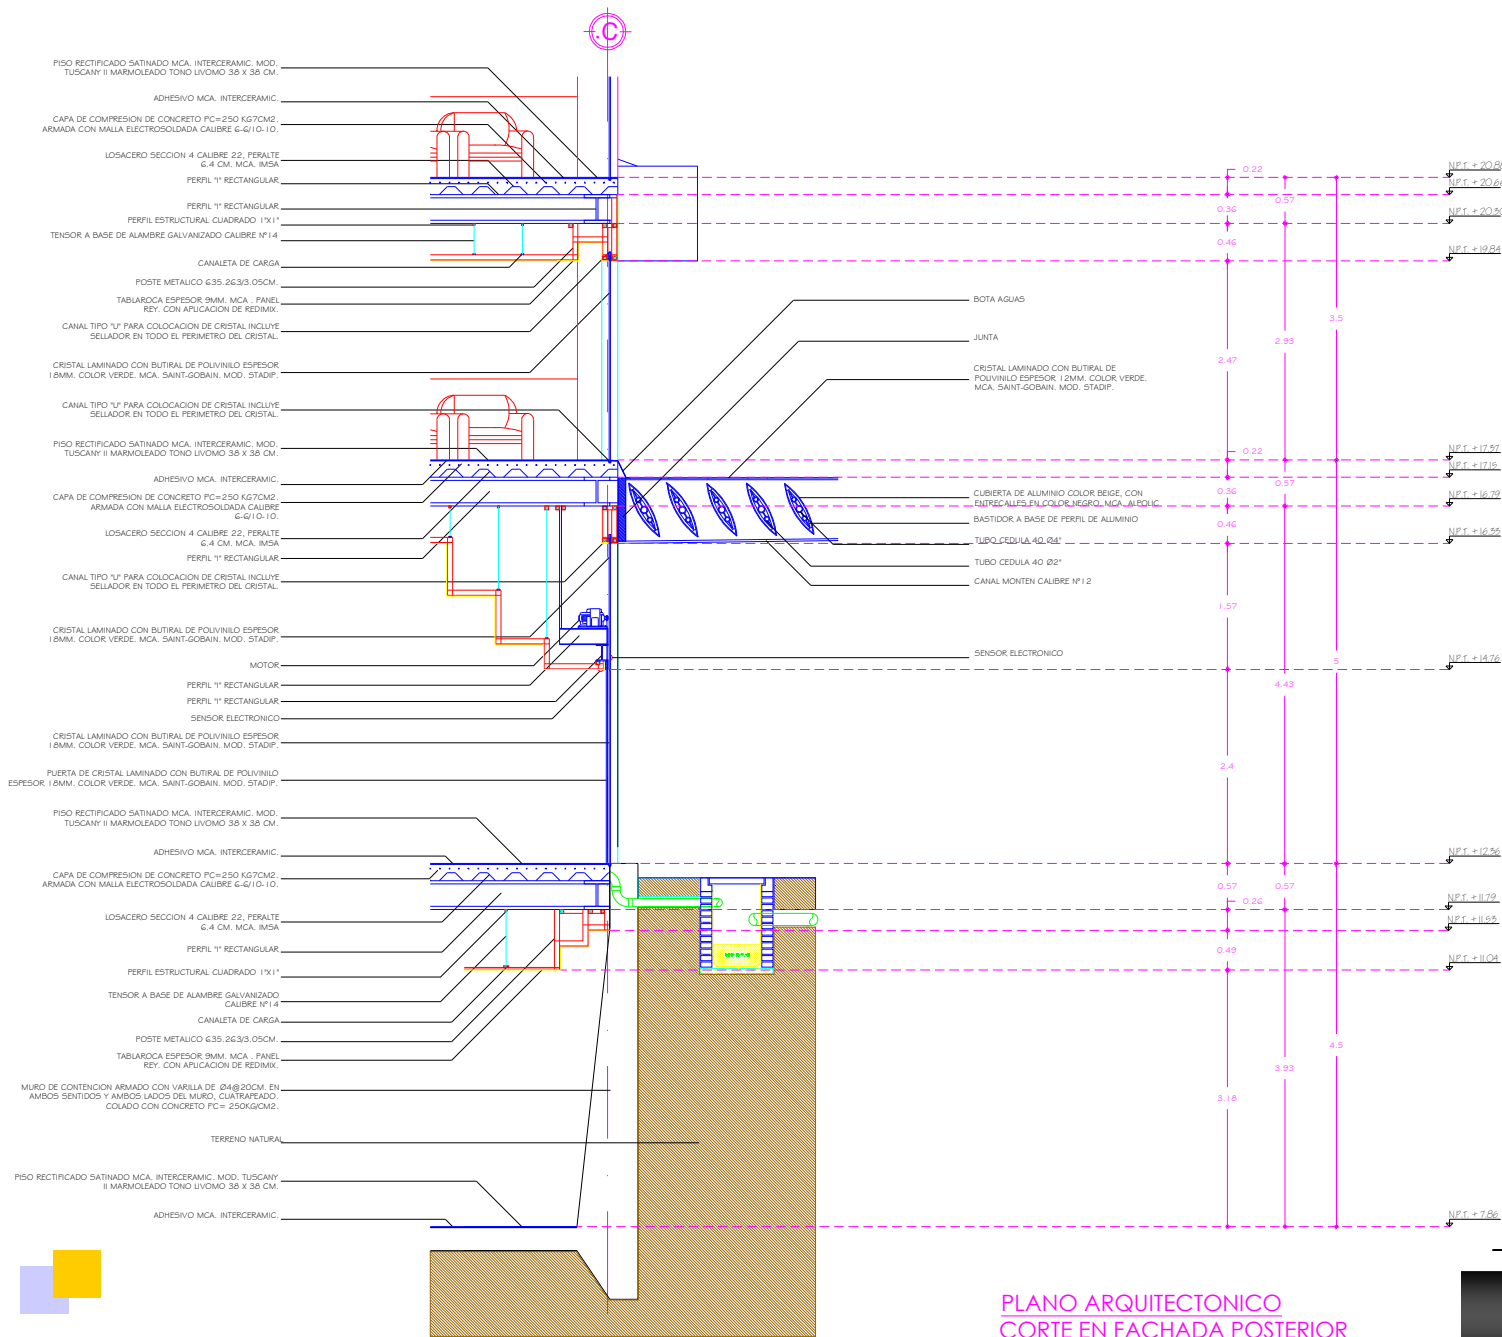 .C
PISO RECTIFICADO SATINADO MCA. INTERCERAMIC. MOD.
TUSCANY II MARMOLEADO TONO LIVOMO 38 X 38 CM.
ADHESIVO MCA. INTERCERAMIC.
CAPA DE COMPRESION DE CONCRETO F'C=250 KG7CM2.
ARMADA CON MALLA ELECTROSOLDADA CALIBRE 6-6/10-10.
LOSACERO SECCION 4 CALIBRE 22, PERALTE
6.4 CM. MCA. IMSA
PERFIL "I" RECTANGULAR
PERFIL "I" RECTANGULAR
PERFIL ESTRUCTURAL CUADRADO 1"X1"
TENSOR A BASE DE ALAMBRE GALVANIZADO CALIBRE Nº14
CANALETA DE CARGA
POSTE METALICO 635.263/3.05CM.
TABLAROCA ESPESOR 9MM. MCA . PANEL
REY. CON APLICACION DE REDIMIX.
CANAL TIPO "U" PARA COLOCACION DE CRISTAL INCLUYE
SELLADOR EN TODO EL PERIMETRO DEL CRISTAL.
CRISTAL LAMINADO CON BUTIRAL DE POLIVINILO ESPESOR
18MM. COLOR VERDE. MCA. SAINT-GOBAIN. MOD. STADIP.
CANAL TIPO "U" PARA COLOCACION DE CRISTAL INCLUYE
SELLADOR EN TODO EL PERIMETRO DEL CRISTAL.
PISO RECTIFICADO SATINADO MCA. INTERCERAMIC. MOD.
TUSCANY II MARMOLEADO TONO LIVOMO 38 X 38 CM.
ADHESIVO MCA. INTERCERAMIC.
CAPA DE COMPRESION DE CONCRETO F'C=250 KG7CM2.
ARMADA CON MALLA ELECTROSOLDADA CALIBRE
6-6/10-10.
LOSACERO SECCION 4 CALIBRE 22, PERALTE
6.4 CM. MCA. IMSA
PERFIL "I" RECTANGULAR
CANAL TIPO "U" PARA COLOCACION DE CRISTAL INCLUYE
SELLADOR EN TODO EL PERIMETRO DEL CRISTAL.
CRISTAL LAMINADO CON BUTIRAL DE POLIVINILO ESPESOR
18MM. COLOR VERDE. MCA. SAINT-GOBAIN. MOD. STADIP.
MOTOR
PERFIL "I" RECTANGULAR
PERFIL "I" RECTANGULAR
SENSOR ELECTRONICO
CRISTAL LAMINADO CON BUTIRAL DE POLIVINILO ESPESOR
18MM. COLOR VERDE. MCA. SAINT-GOBAIN. MOD. STADIP.
PUERTA DE CRISTAL LAMINADO CON BUTIRAL DE POLIVINILO
ESPESOR 18MM. COLOR VERDE. MCA. SAINT-GOBAIN. MOD. STADIP.
PISO RECTIFICADO SATINADO MCA. INTERCERAMIC. MOD.
TUSCANY II MARMOLEADO TONO LIVOMO 38 X 38 CM.
ADHESIVO MCA. INTERCERAMIC.
CAPA DE COMPRESION DE CONCRETO F'C=250 KG7CM2.
ARMADA CON MALLA ELECTROSOLDADA CALIBRE 6-6/10-10.
LOSACERO SECCION 4 CALIBRE 22, PERALTE
6.4 CM. MCA. IMSA
PERFIL "I" RECTANGULAR
PERFIL ESTRUCTURAL CUADRADO 1"X1"
TENSOR A BASE DE ALAMBRE GALVANIZADO
CALIBRE Nº14
CANALETA DE CARGA
POSTE METALICO 635.263/3.05CM.
TABLAROCA ESPESOR 9MM. MCA . PANEL
REY. CON APLICACION DE REDIMIX.
MURO DE CONTENCION ARMADO CON VARILLA DE Ø4@20CM. EN
AMBOS SENTIDOS Y AMBOS LADOS DEL MURO, CUATRAPEADO.
COLADO CON CONCRETO F'C= 250KG/CM2.
TERRENO NATURAL
PISO RECTIFICADO SATINADO MCA. INTERCERAMIC. MOD. TUSCANY
II MARMOLEADO TONO LIVOMO 38 X 38 CM.
ADHESIVO MCA. INTERCERAMIC.
BOTA AGUAS
JUNTA
CRISTAL LAMINADO CON BUTIRAL DE
POLIVINILO ESPESOR 12MM. COLOR VERDE.
MCA. SAINT-GOBAIN. MOD. STADIP.
CUBIERTA DE ALUMINIO COLOR BEIGE, CON
ENTRECALLES EN COLOR NEGRO. MCA. ALPOLIC.
BASTIDOR A BASE DE PERFIL DE ALUMINIO
TUBO CEDULA 40 Ø4"
TUBO CEDULA 40 Ø2"
CANAL MONTEN CALIBRE Nº12
SENSOR ELECTRONICO
0.22
0.36
0.57
0.46
3.5
2.93
2.47
0.22
0.57
0.36
0.46
1.57
5
4.43
2.4
0.57
0.57
0.26
0.49
4.5
3.93
3.18
N.P.T. +20.
N.P.T. +20.
N.P.T. +20.
N.P.T. +19.84
N.P.T. +17.37
N.P.T. +17.15
N.P.T. +16.79
N.P.T. +16.33
N.P.T. +14.76
N.P.T. +12.36
N.P.T. +11.79
N.P.T. +11.53
N.P.T. +11.04
N.P.T. +7.86
PLANO ARQUITECTONICO
CORTE EN FACHADA POSTERIOR